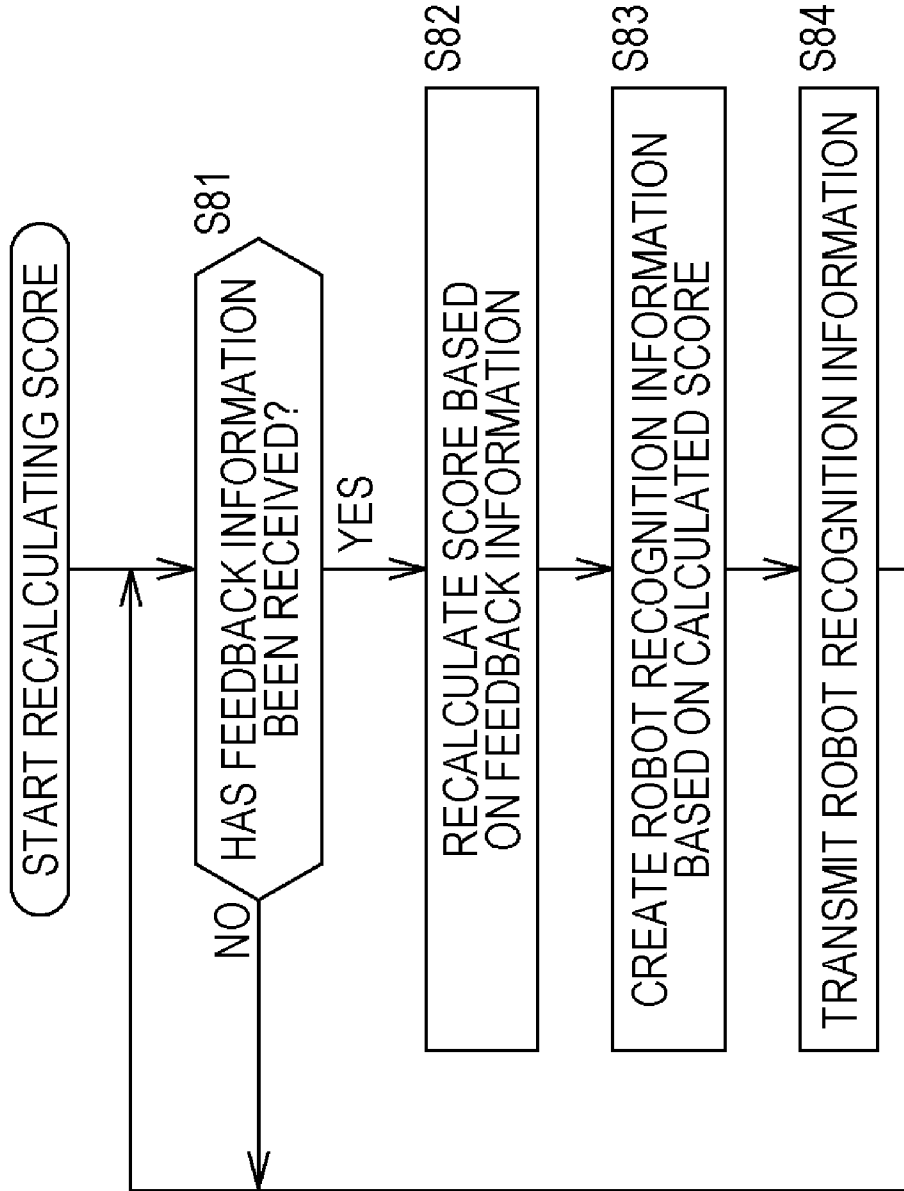 START RECALCULATING SCORE
S81
HAS FEEDBACK INFORMATION
BEEN RECEIVED?
NO
YES
S82
RECALCULATE SCORE BASED
ON FEEDBACK INFORMATION
S83
CREATE ROBOT RECOGNITION INFORMATION
BASED ON CALCULATED SCORE
S84
TRANSMIT ROBOT RECOGNITION INFORMATION